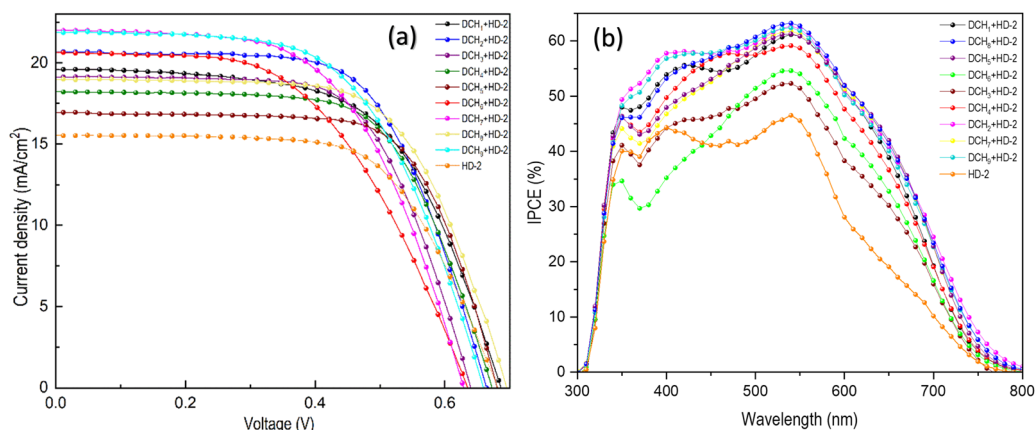 (a)
DCH₁+HD-2
DCH₂+HD-2
DCH₃+HD-2
DCH₄+HD-2
DCH₅+HD-2
DCH₆+HD-2
DCH₇+HD-2
DCH₈+HD-2
DCH₉+HD-2
HD-2
Current density (mA/cm²)
20
15
10
5
0
0.0
0.2
0.4
0.6
Voltage (V)
(b)
DCH₁+HD-2
DCH₈+HD-2
DCH₅+HD-2
DCH₆+HD-2
DCH₃+HD-2
DCH₄+HD-2
DCH₂+HD-2
DCH₇+HD-2
DCH₉+HD-2
HD-2
IPCE (%)
60
50
40
30
20
10
0
300
400
500
600
700
800
Wavelength (nm)